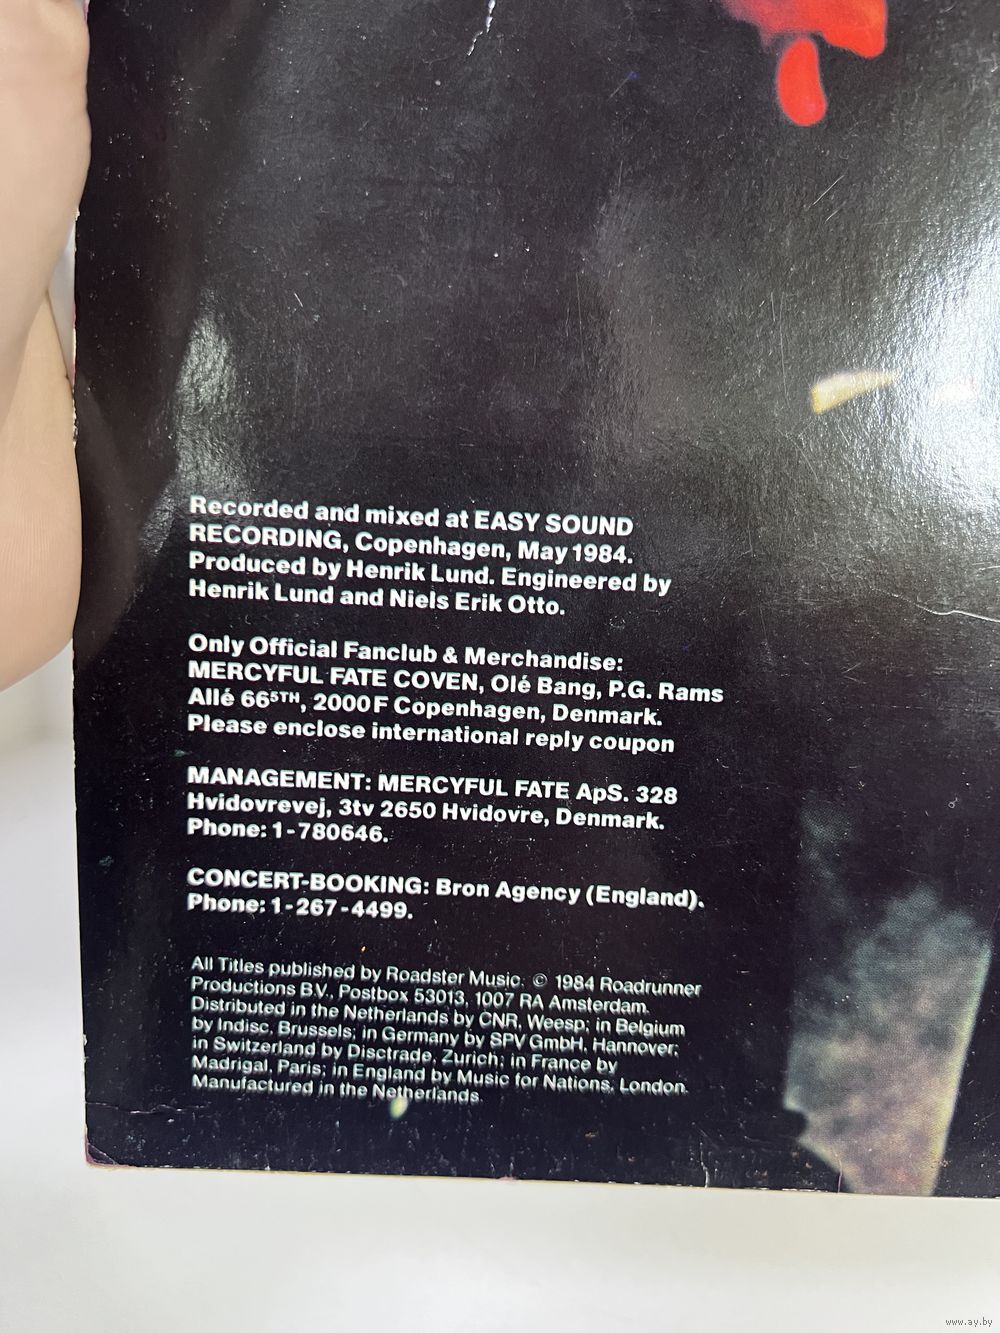 Recorded and mixed at EASY SOUND
RECORDING, Copenhagen, May 1984.
Produced by Henrik Lund. Engineered by
Henrik Lund and Niels Erik Otto.
Only Official Fanclub & Merchandise:
MERCYFUL FATE COVEN, Olé Bang, P.G. Rams
Allé 66⁵ᵀᴴ, 2000 F Copenhagen, Denmark.
Please enclose international reply coupon
MANAGEMENT: MERCYFUL FATE ApS. 328
Hvidovrevej, 3tv 2650 Hvidovre, Denmark.
Phone: 1-780646.
CONCERT-BOOKING: Bron Agency (England).
Phone: 1-267-4499.
All Titles published by Roadster Music. © 1984 Roadrunner
Productions B.V., Postbox 53013, 1007 RA Amsterdam.
Distributed in the Netherlands by CNR, Weesp; in Belgium
by Indisc, Brussels; in Germany by SPV GmbH, Hannover;
in Switzerland by Disctrade, Zurich; in France by
Madrigal, Paris; in England by Music for Nations, London.
Manufactured in the Netherlands.
www.ay.by